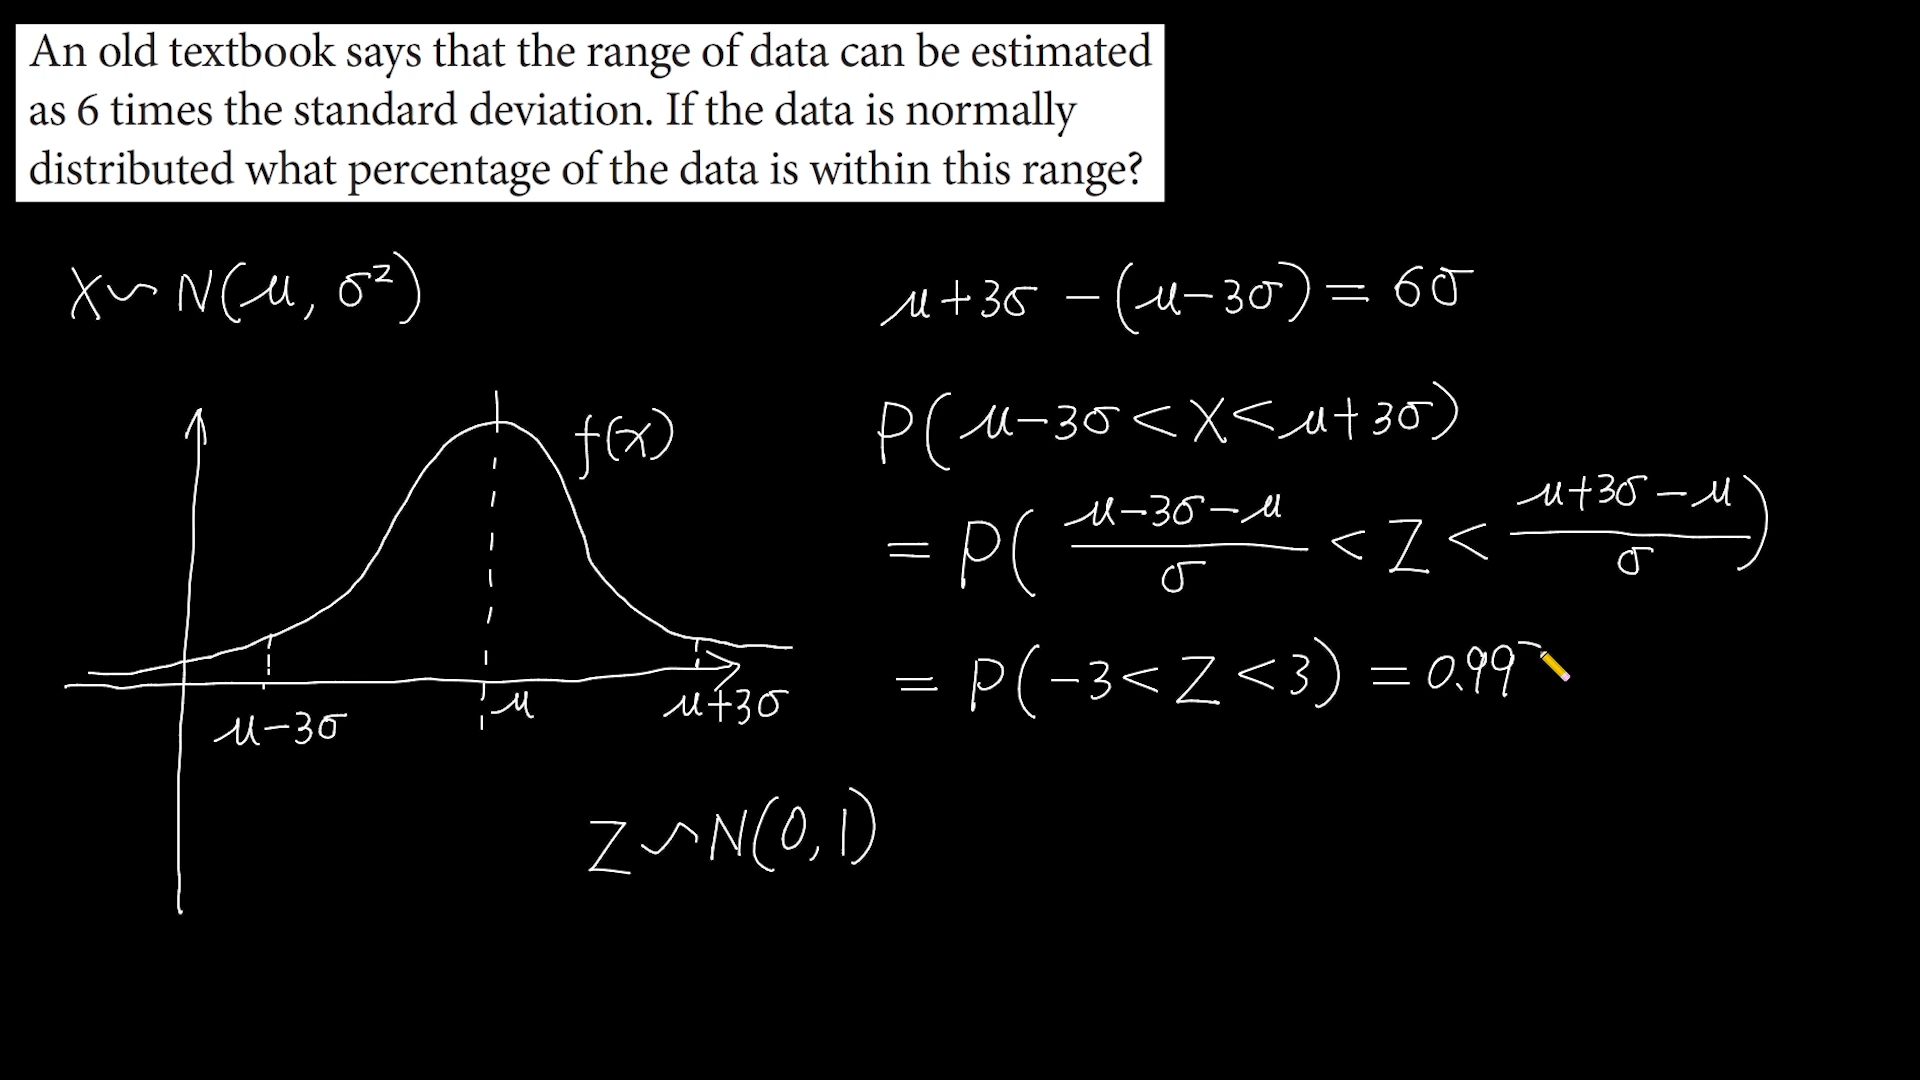 An old textbook says that the range of data can be estimated
as 6 times the standard deviation. If the data is normally
distributed what percentage of the data is within this range?
X ~ N(μ, σ²)
μ+3σ − (μ−3σ) = 6σ
f(x)
P(μ−3σ < X < μ+3σ)
= P( (μ−3σ−μ)/σ < Z < (μ+3σ−μ)/σ )
= P(−3 < Z < 3) = 0.99
μ−3σ
μ
μ+3σ
Z ~ N(0, 1)